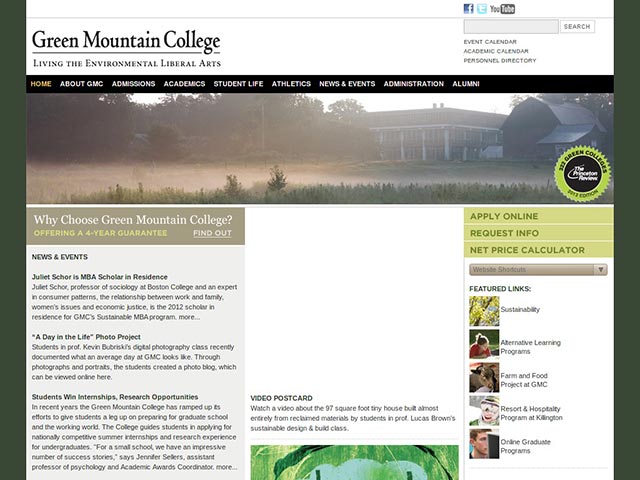 You Tube
SEARCH
Green Mountain College
LIVING THE ENVIRONMENTAL LIBERAL ARTS
EVENT CALENDAR
ACADEMIC CALENDAR
PERSONNEL DIRECTORY
HOME ABOUT GMC ADMISSIONS ACADEMICS STUDENT LIFE ATHLETICS NEWS & EVENTS ADMINISTRATION ALUMNI
322 GREEN COLLEGES
The Princeton Review
2012 EDITION
Why Choose Green Mountain College?
OFFERING A 4-YEAR GUARANTEE FIND OUT
NEWS & EVENTS
Juliet Schor is MBA Scholar in Residence
Juliet Schor, professor of sociology at Boston College and an expert
in consumer patterns, the relationship between work and family,
women's issues and economic justice, is the 2012 scholar in
residence for GMC's Sustainable MBA program. more...
“A Day in the Life” Photo Project
Students in prof. Kevin Bubriski's digital photography class recently
documented what an average day at GMC looks like. Through
photographs and portraits, the students created a photo blog, which
can be viewed online here.
Students Win Internships, Research Opportunities
In recent years the Green Mountain College has ramped up its
efforts to give students a leg up on preparing for graduate school
and the working world. The College guides students in applying for
nationally competitive summer internships and research experience
for undergraduates. “For a small school, we have an impressive
number of success stories,” says Jennifer Sellers, assistant
professor of psychology and Academic Awards Coordinator. more...
VIDEO POSTCARD
Watch a video about the 97 square foot tiny house built almost
entirely from reclaimed materials by students in prof. Lucas Brown's
sustainable design & build class.
APPLY ONLINE
REQUEST INFO
NET PRICE CALCULATOR
Website Shortcuts
FEATURED LINKS:
Sustainability
Alternative Learning
Programs
Farm and Food
Project at GMC
Resort & Hospitality
Program at Killington
Online Graduate
Programs